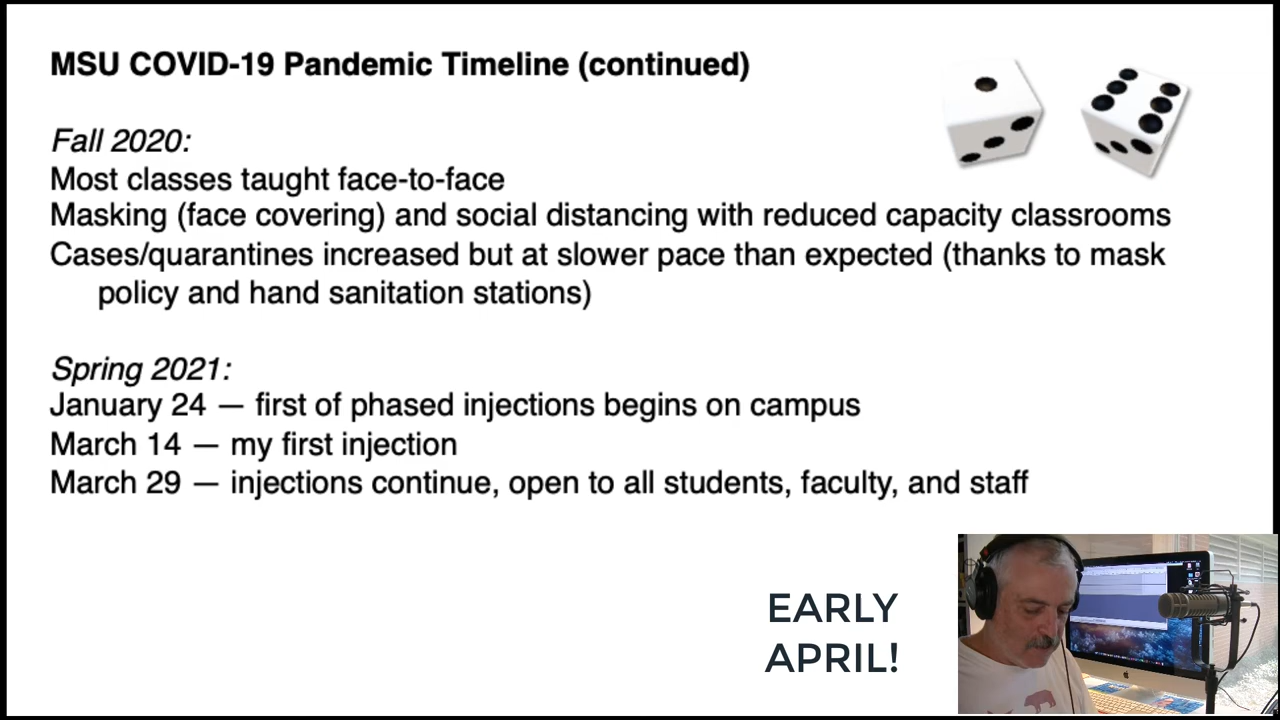 MSU COVID-19 Pandemic Timeline (continued)
Fall 2020:
Most classes taught face-to-face
Masking (face covering) and social distancing with reduced capacity classrooms
Cases/quarantines increased but at slower pace than expected (thanks to mask
policy and hand sanitation stations)
Spring 2021:
January 24 — first of phased injections begins on campus
March 14 — my first injection
March 29 — injections continue, open to all students, faculty, and staff
EARLY
APRIL!